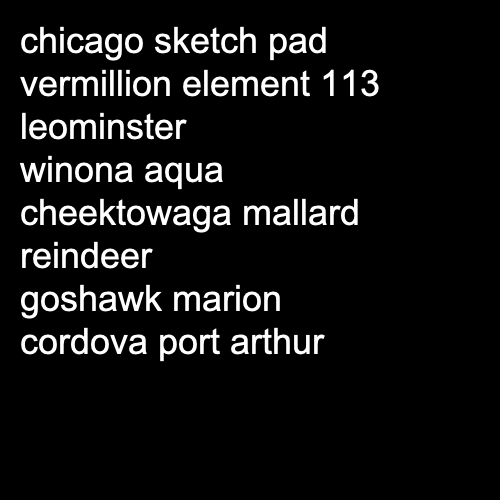 chicago sketch pad
vermillion element 113
leominster
winona aqua
cheektowaga mallard
reindeer
goshawk marion
cordova port arthur